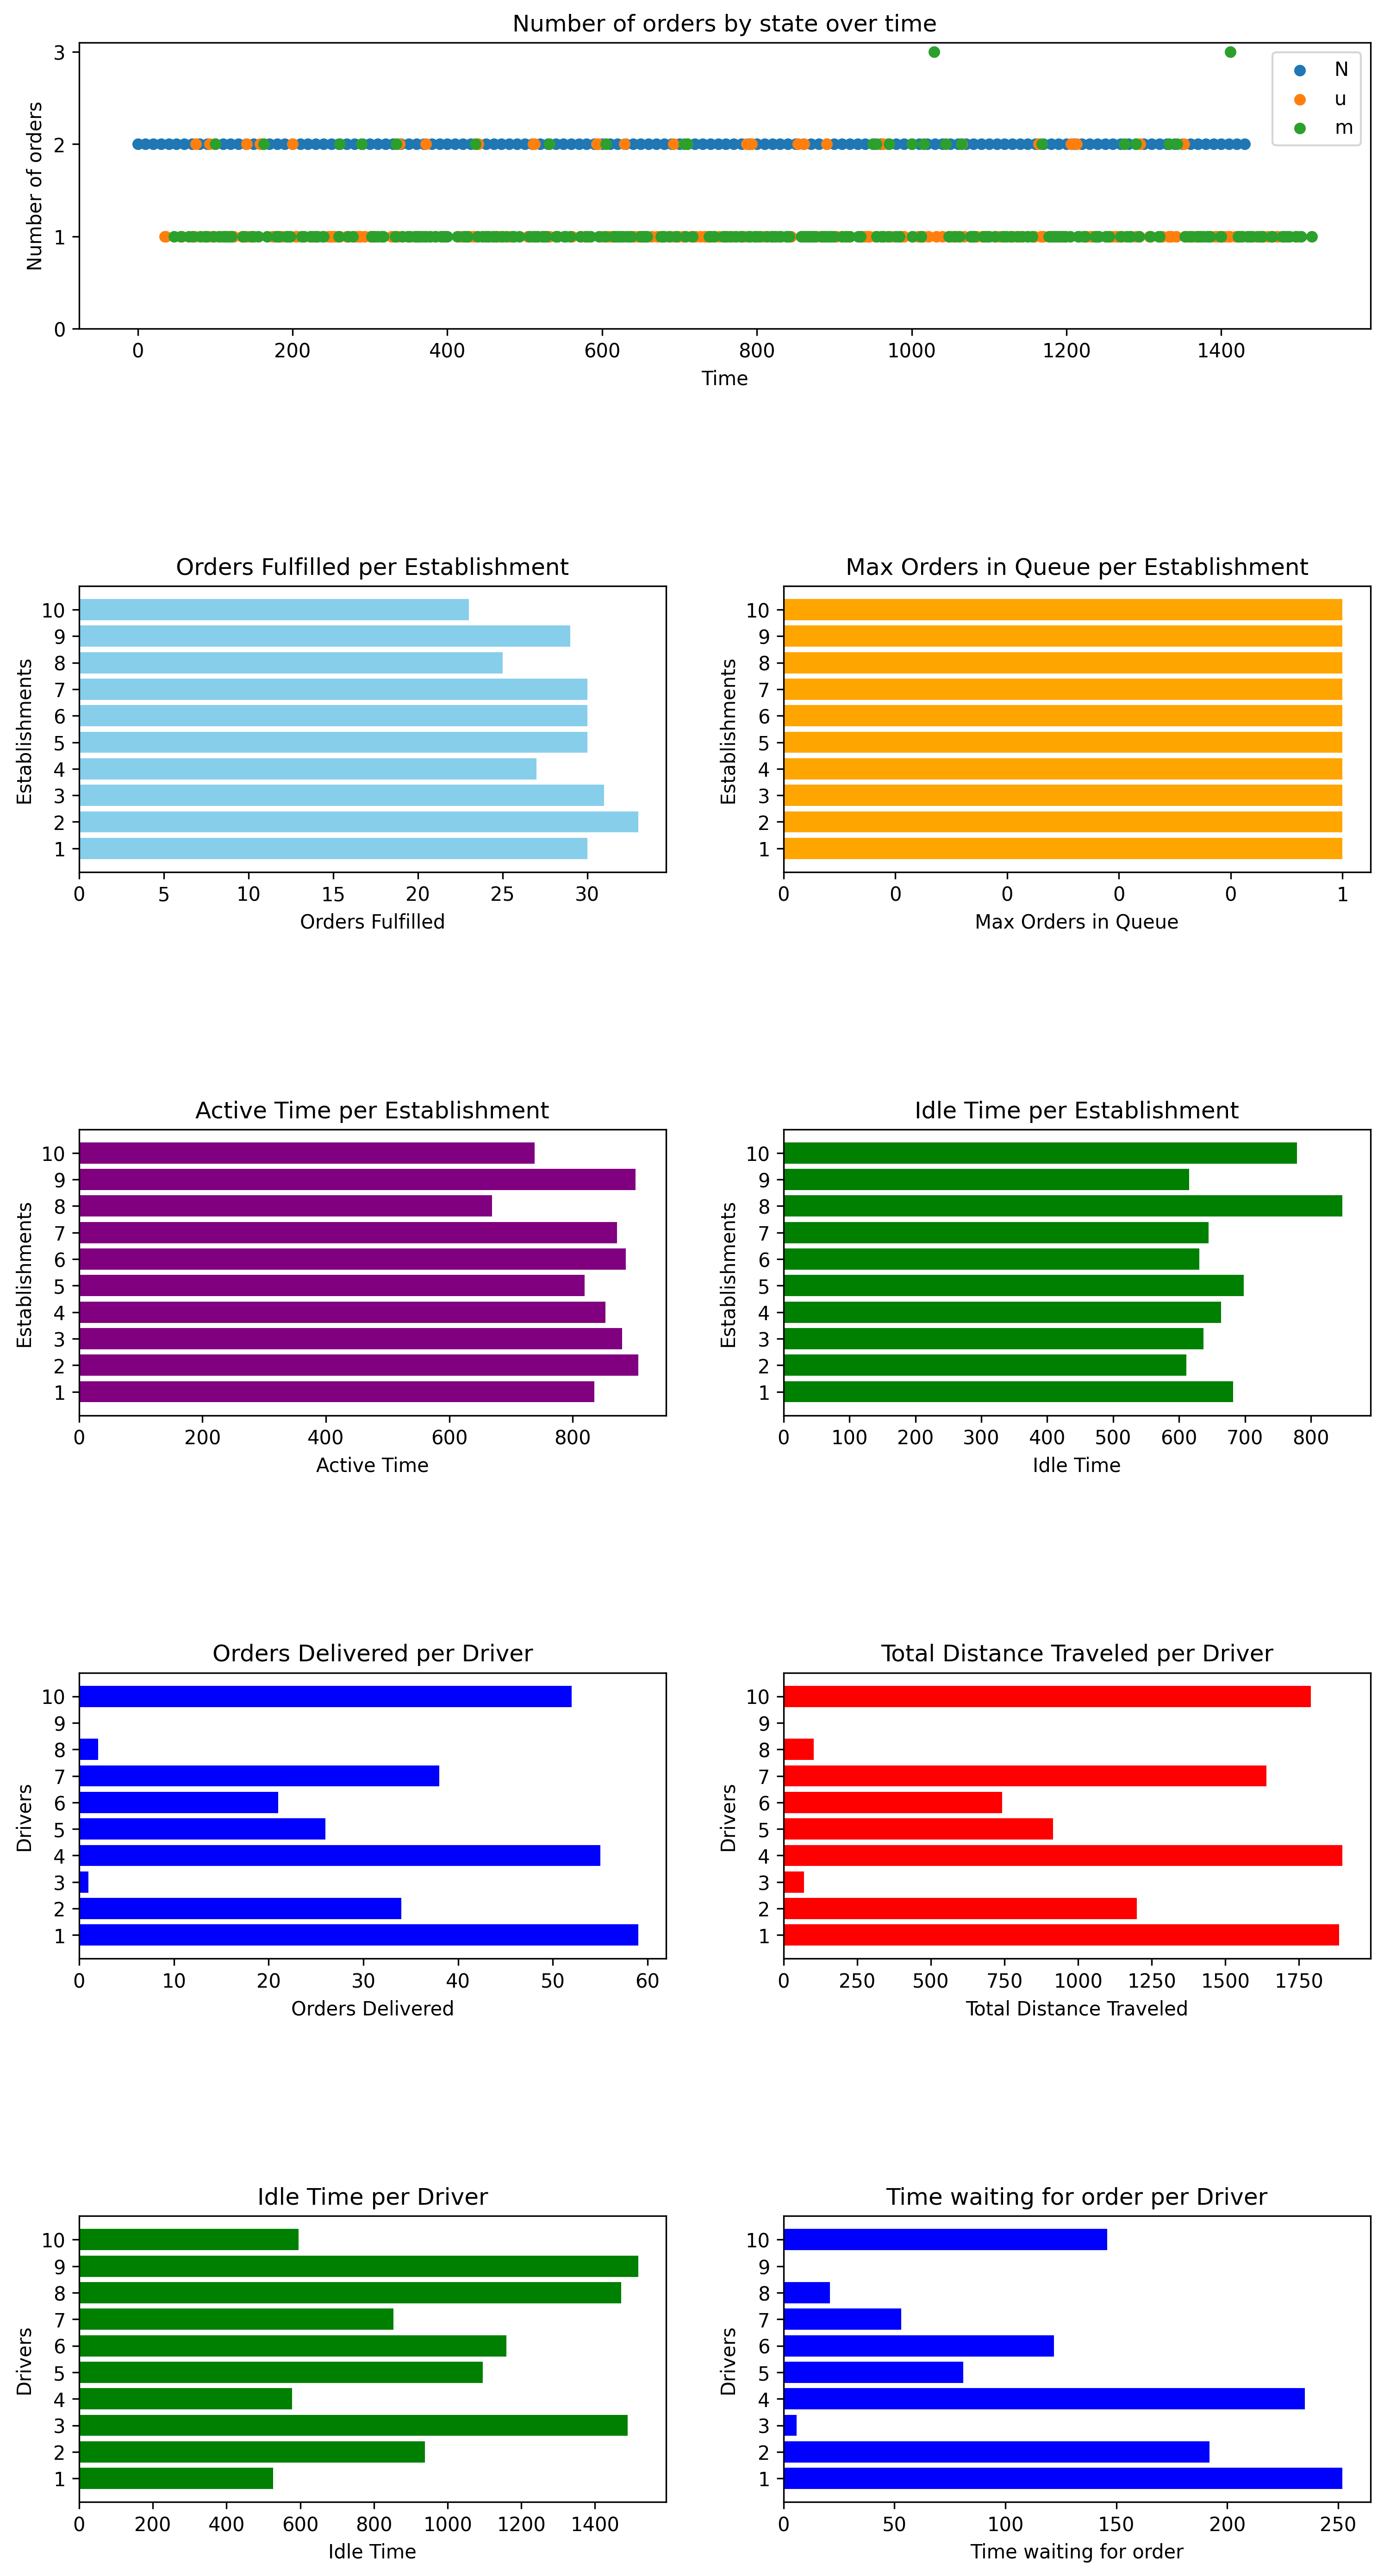 Number of orders by state over time
3
2
1
0
Number of orders
N
u
m
0 200 400 600 800 1000 1200 1400
Time
Orders Fulfilled per Establishment
10
9
8
7
6
5
4
3
2
1
Establishments
0 5 10 15 20 25 30
Orders Fulfilled
Max Orders in Queue per Establishment
10
9
8
7
6
5
4
3
2
1
Establishments
0 0 0 0 0 1
Max Orders in Queue
Active Time per Establishment
10
9
8
7
6
5
4
3
2
1
Establishments
0 200 400 600 800
Active Time
Idle Time per Establishment
10
9
8
7
6
5
4
3
2
1
Establishments
0 100 200 300 400 500 600 700 800
Idle Time
Orders Delivered per Driver
10
9
8
7
6
5
4
3
2
1
Drivers
0 10 20 30 40 50 60
Orders Delivered
Total Distance Traveled per Driver
10
9
8
7
6
5
4
3
2
1
Drivers
0 250 500 750 1000 1250 1500 1750
Total Distance Traveled
Idle Time per Driver
10
9
8
7
6
5
4
3
2
1
Drivers
0 200 400 600 800 1000 1200 1400
Idle Time
Time waiting for order per Driver
10
9
8
7
6
5
4
3
2
1
Drivers
0 50 100 150 200 250
Time waiting for order